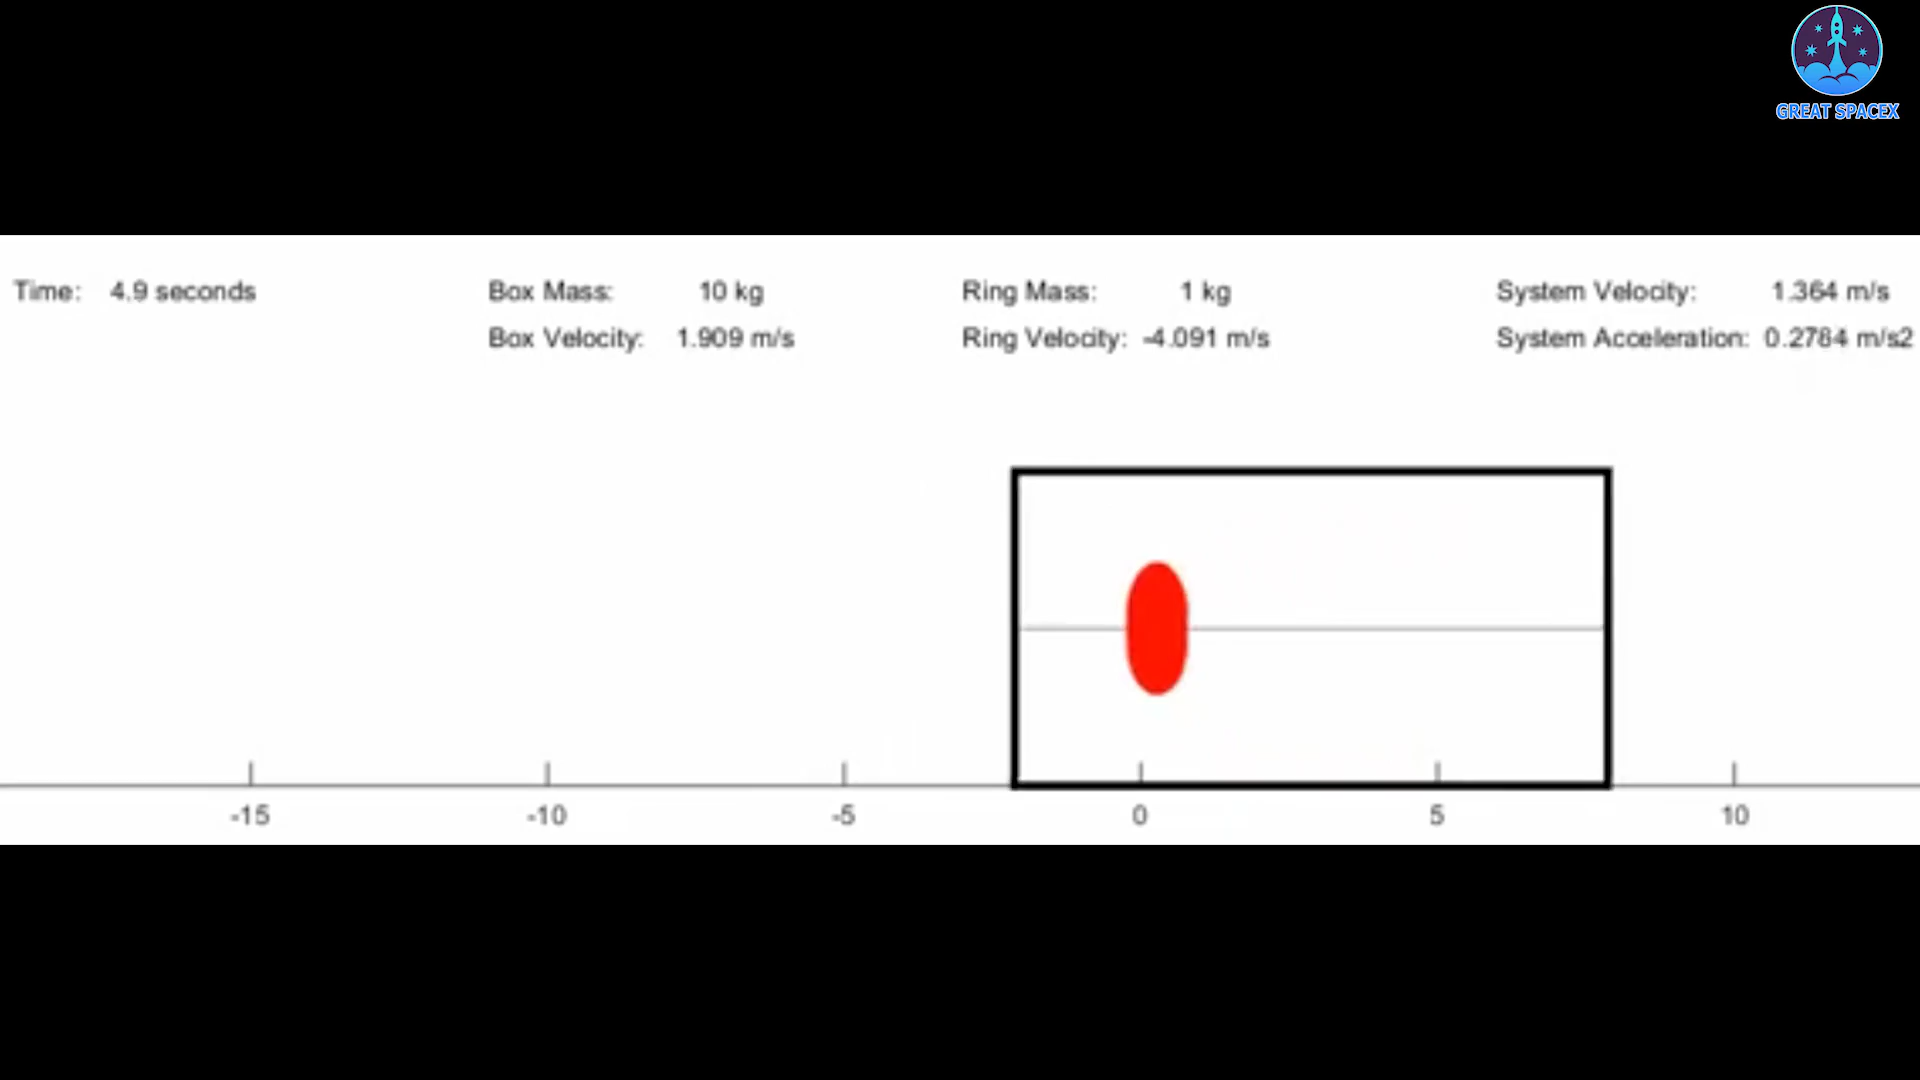 GREAT SPACEX
Time: 4.9 seconds Box Mass: 10 kg Ring Mass: 1 kg System Velocity: 1.364 m/s
Box Velocity: 1.909 m/s Ring Velocity: -4.091 m/s System Acceleration: 0.2784 m/s2
-15 -10 -5 0 5 10